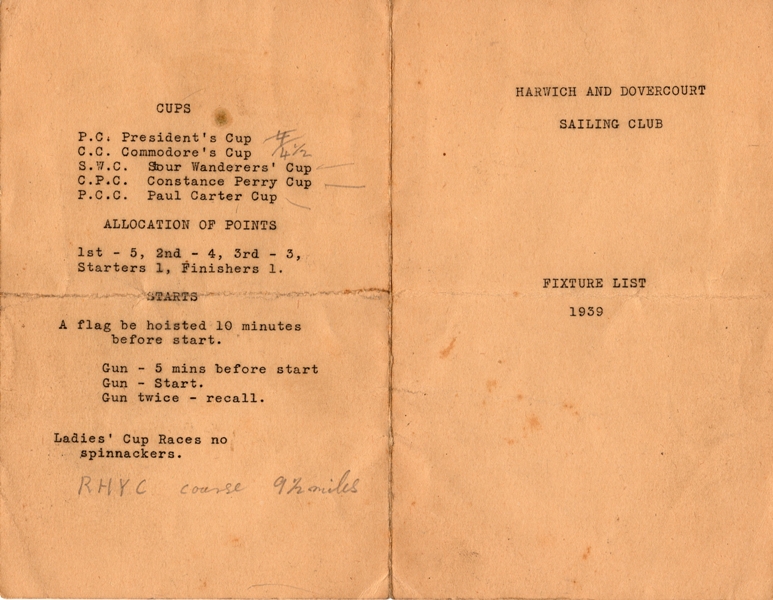 CUPS
P.C. President's Cup 4
C.C. Commodore's Cup 4½
S.W.C. Sour Wanderers' Cup
C.P.C. Constance Perry Cup
P.C.C. Paul Carter Cup
ALLOCATION OF POINTS
1st - 5, 2nd - 4, 3rd - 3,
Starters 1, Finishers 1.
STARTS
A flag be hoisted 10 minutes
before start.
Gun - 5 mins before start
Gun - Start.
Gun twice - recall.
Ladies' Cup Races no
spinnackers.
RHYC course 9½ miles
HARWICH AND DOVERCOURT
SAILING CLUB
FIXTURE LIST
1939